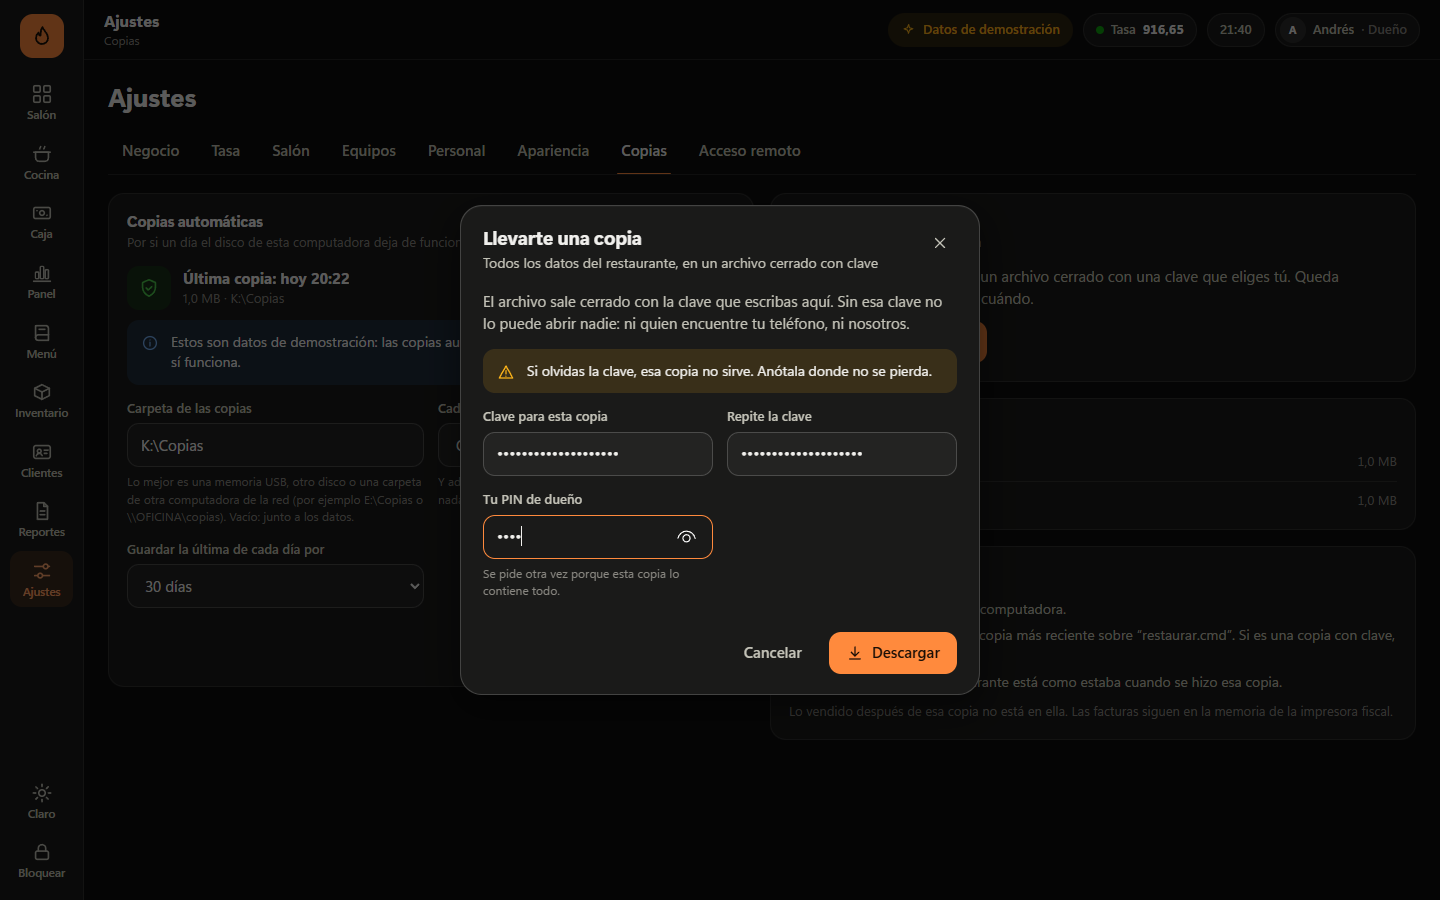 Ajustes
Copias
Datos de demostración
Tasa 916,65
21:40
A Andrés · Dueño
Salón
Cocina
Caja
Panel
Menú
Inventario
Clientes
Reportes
Ajustes
Claro
Bloquear
Ajustes
Negocio
Tasa
Salón
Equipos
Personal
Apariencia
Copias
Acceso remoto
Copias automáticas
Por si un día el disco de esta computadora deja de funcion
Última copia: hoy 20:22
1,0 MB · K:\Copias
Estos son datos de demostración: las copias au
sí funciona.
Carpeta de las copias
K:\Copias
Lo mejor es una memoria USB, otro disco o una carpeta
de otra computadora de la red (por ejemplo E:\Copias o
\\OFICINA\copias). Vacío: junto a los datos.
Cad
Y ad
nada
Guardar la última de cada día por
30 días
Llevarte una copia
Todos los datos del restaurante, en un archivo cerrado con clave
El archivo sale cerrado con la clave que escribas aquí. Sin esa clave no
lo puede abrir nadie: ni quien encuentre tu teléfono, ni nosotros.
Si olvidas la clave, esa copia no sirve. Anótala donde no se pierda.
Clave para esta copia
••••••••••••••••••••
Repite la clave
••••••••••••••••••••
Tu PIN de dueño
••••
Se pide otra vez porque esta copia lo
contiene todo.
Cancelar
Descargar
un archivo cerrado con una clave que eliges tú. Queda
cuándo.
1,0 MB
1,0 MB
computadora.
copia más reciente sobre "restaurar.cmd". Si es una copia con clave,
rante está como estaba cuando se hizo esa copia.
Lo vendido después de esa copia no está en ella. Las facturas siguen en la memoria de la impresora fiscal.